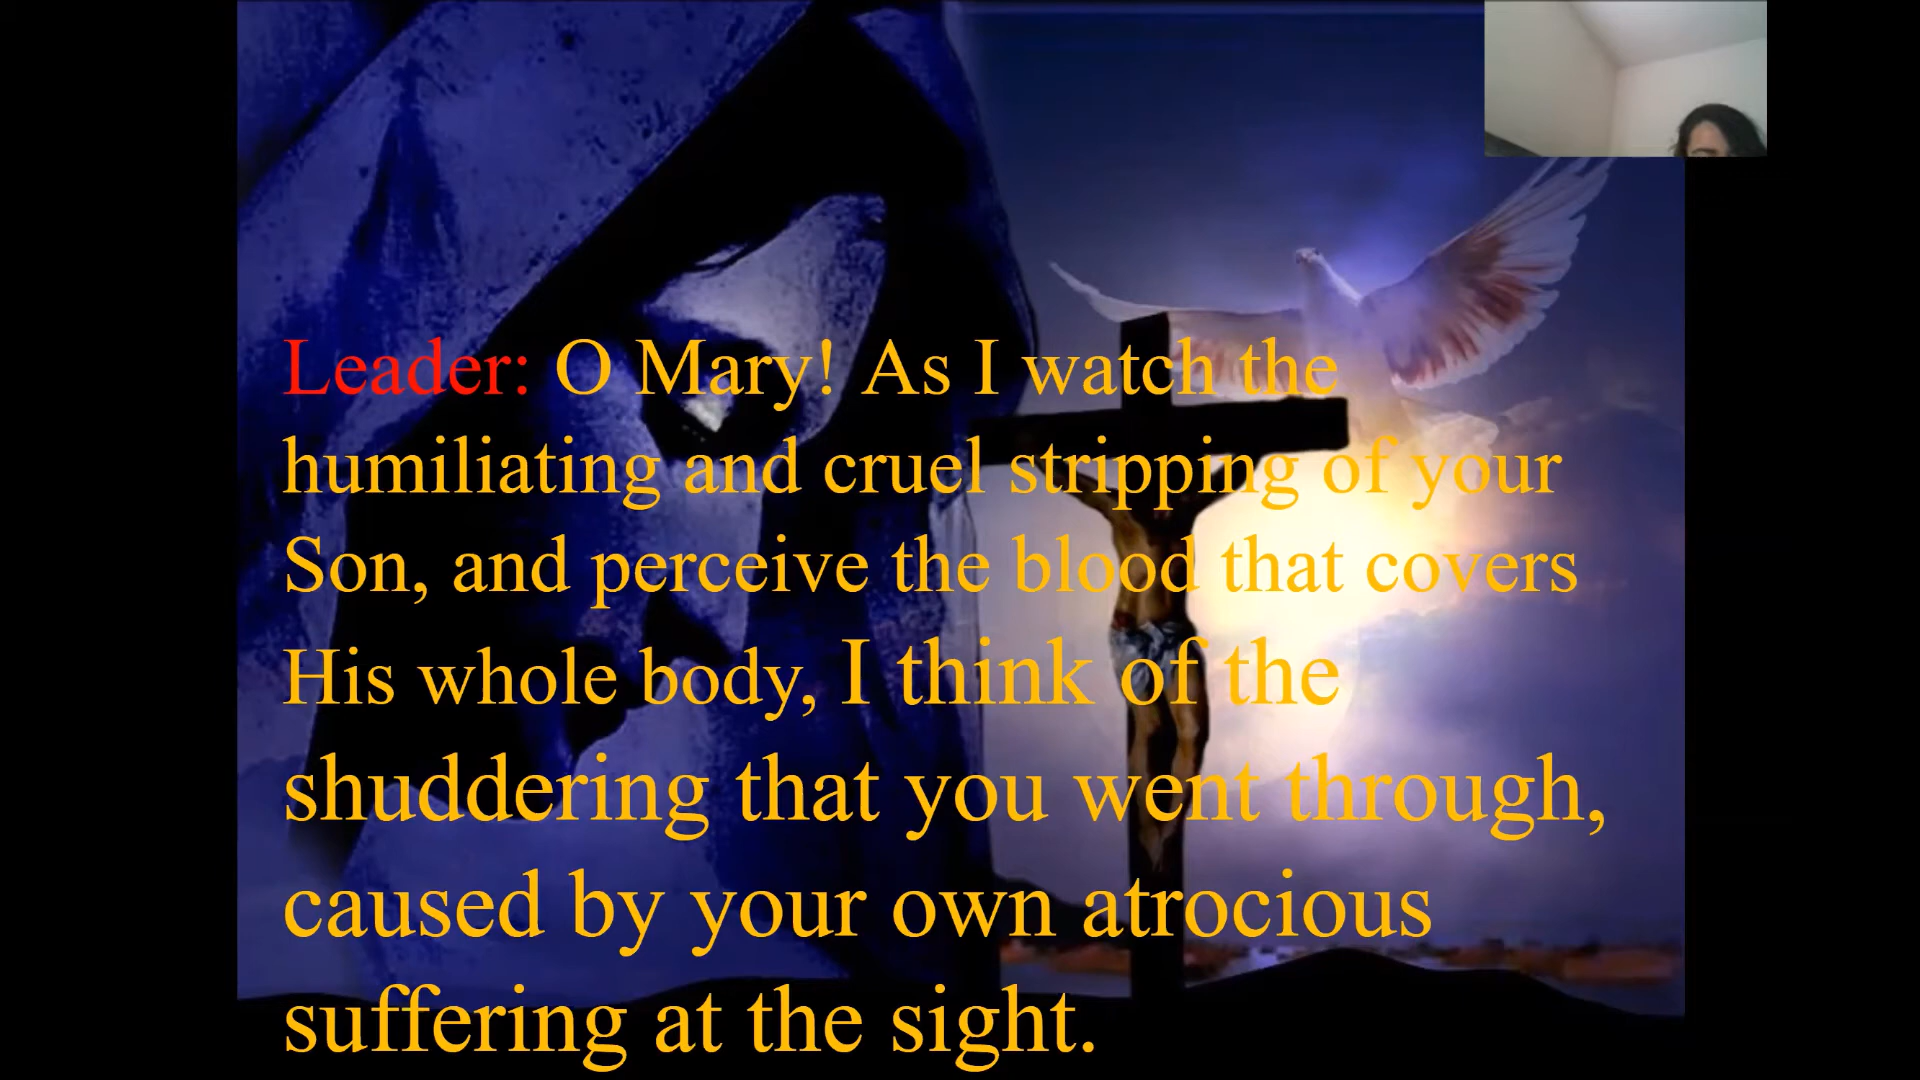 Leader: O Mary! As I watch the
humiliating and cruel stripping of your
Son, and perceive the blood that covers
His whole body, I think of the
shuddering that you went through,
caused by your own atrocious
suffering at the sight.